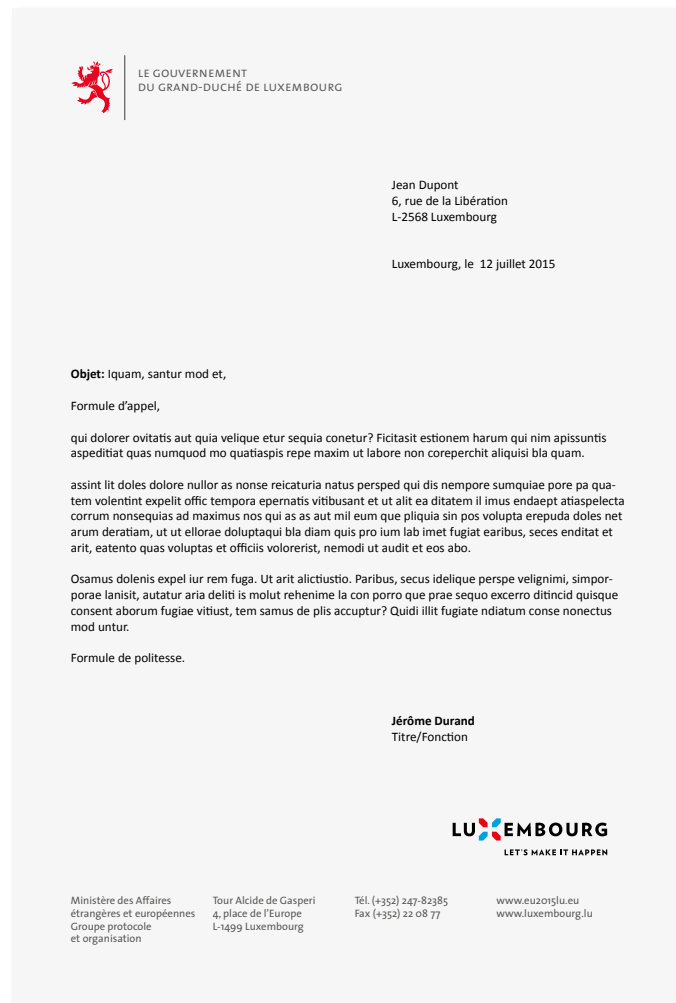 LE GOUVERNEMENT
DU GRAND-DUCHÉ DE LUXEMBOURG
Jean Dupont
6, rue de la Libération
L-2568 Luxembourg
Luxembourg, le  12 juillet 2015
Objet: Iquam, santur mod et,
Formule d'appel,
qui dolorer ovitatis aut quia velique etur sequia conetur? Ficitasit estionem harum qui nim apissuntis
aspeditiat quas numquod mo quatiaspis repe maxim ut labore non coreperchit aliquisi bla quam.
assint lit doles dolore nullor as nonse reicaturia natus persped qui dis nempore sumquiae pore pa qua-
tem volentint expelit offic tempora epernatis vitibusant et ut alit ea ditatem il imus endaept atiaspelecta
corrum nonsequias ad maximus nos qui as as aut mil eum que pliquia sin pos volupta erepuda doles net
arum deratiam, ut ut ellorae doluptaqui bla diam quis pro ium lab imet fugiat earibus, seces enditat et
arit, eatento quas voluptas et officiis volorerist, nemodi ut audit et eos abo.
Osamus dolenis expel iur rem fuga. Ut arit alictiustio. Paribus, secus idelique perspe velignimi, simpor-
porae lanisit, autatur aria deliti is molut rehenime la con porro que prae sequo excerro ditincid quisque
consent aborum fugiae vitiust, tem samus de plis accuptur? Quidi illit fugiate ndiatum conse nonectus
mod untur.
Formule de politesse.
Jérôme Durand
Titre/Fonction
LUXEMBOURG
LET'S MAKE IT HAPPEN
Ministère des Affaires
étrangères et européennes
Groupe protocole
et organisation
Tour Alcide de Gasperi
4, place de l'Europe
L-1499 Luxembourg
Tél. (+352) 247-82385
Fax (+352) 22 08 77
www.eu2015lu.eu
www.luxembourg.lu